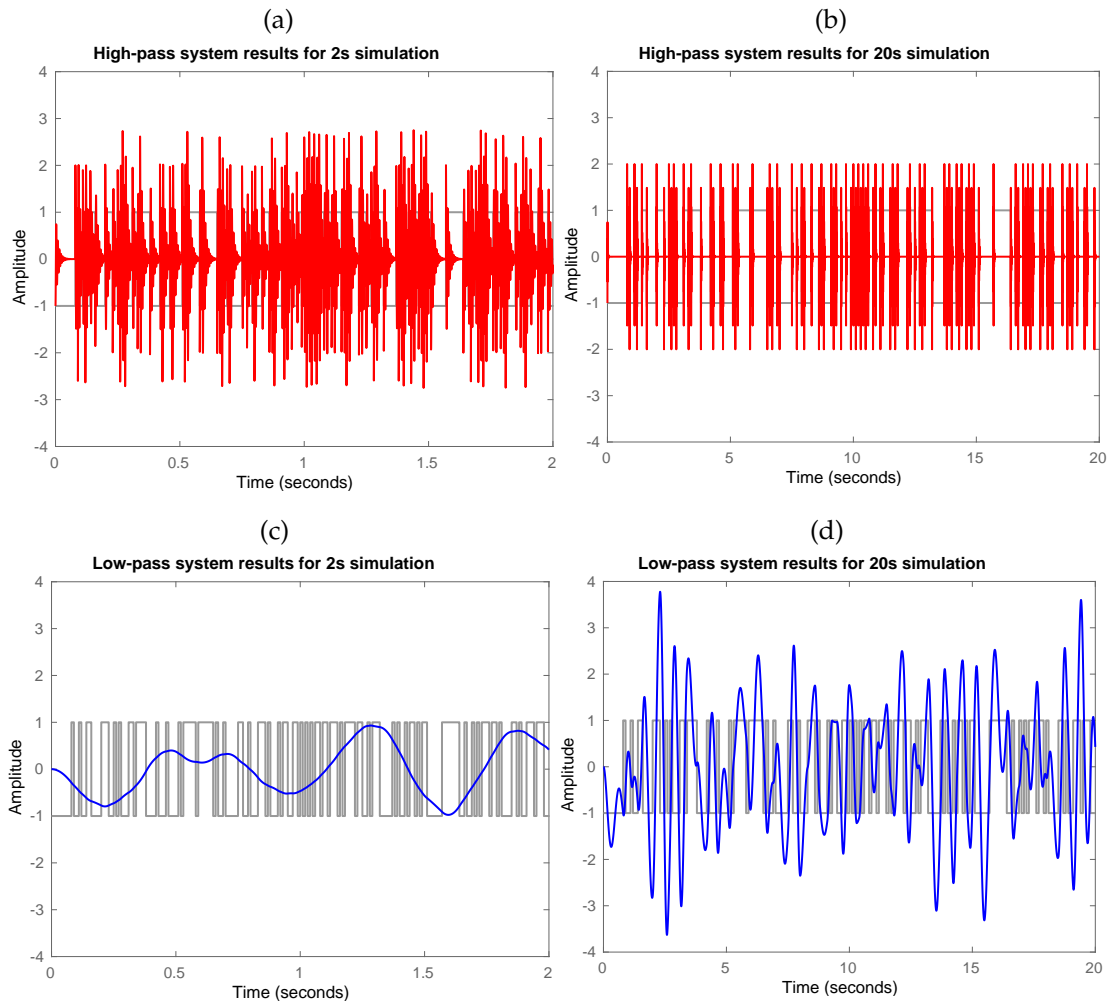 (a)
High-pass system results for 2s simulation
4
3
2
1
0
-1
-2
-3
-4
Amplitude
0 0.5 1 1.5 2
Time (seconds)
(b)
High-pass system results for 20s simulation
4
3
2
1
0
-1
-2
-3
-4
Amplitude
0 5 10 15 20
Time (seconds)
(c)
Low-pass system results for 2s simulation
4
3
2
1
0
-1
-2
-3
-4
Amplitude
0 0.5 1 1.5 2
Time (seconds)
(d)
Low-pass system results for 20s simulation
4
3
2
1
0
-1
-2
-3
-4
Amplitude
0 5 10 15 20
Time (seconds)